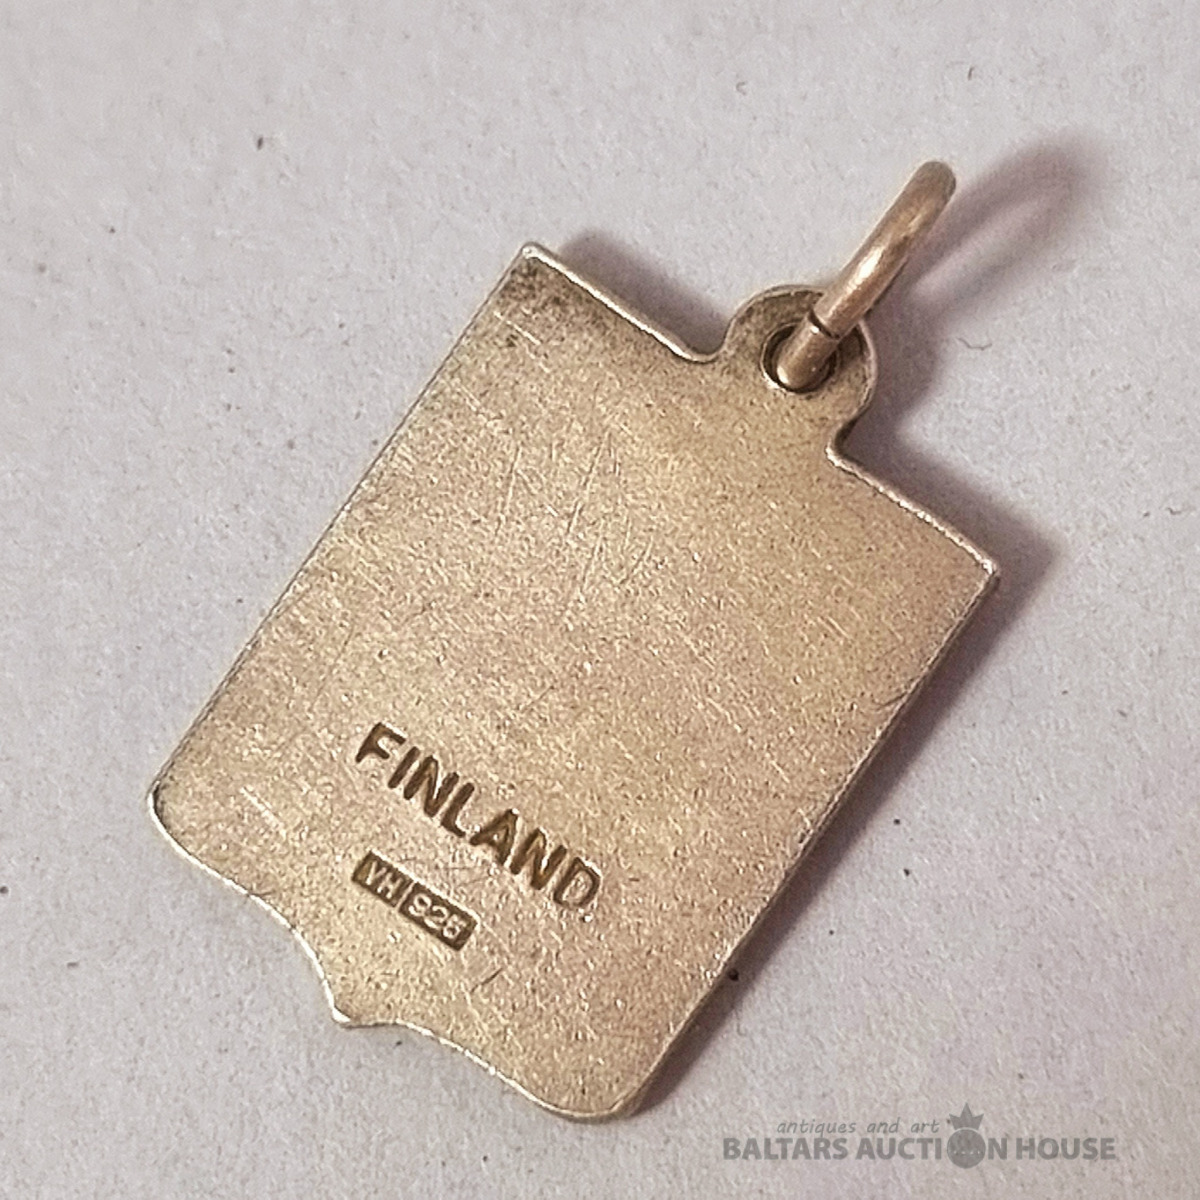 FINLAND
VH 925
antiques and art
BALTARS AUCTION HOUSE